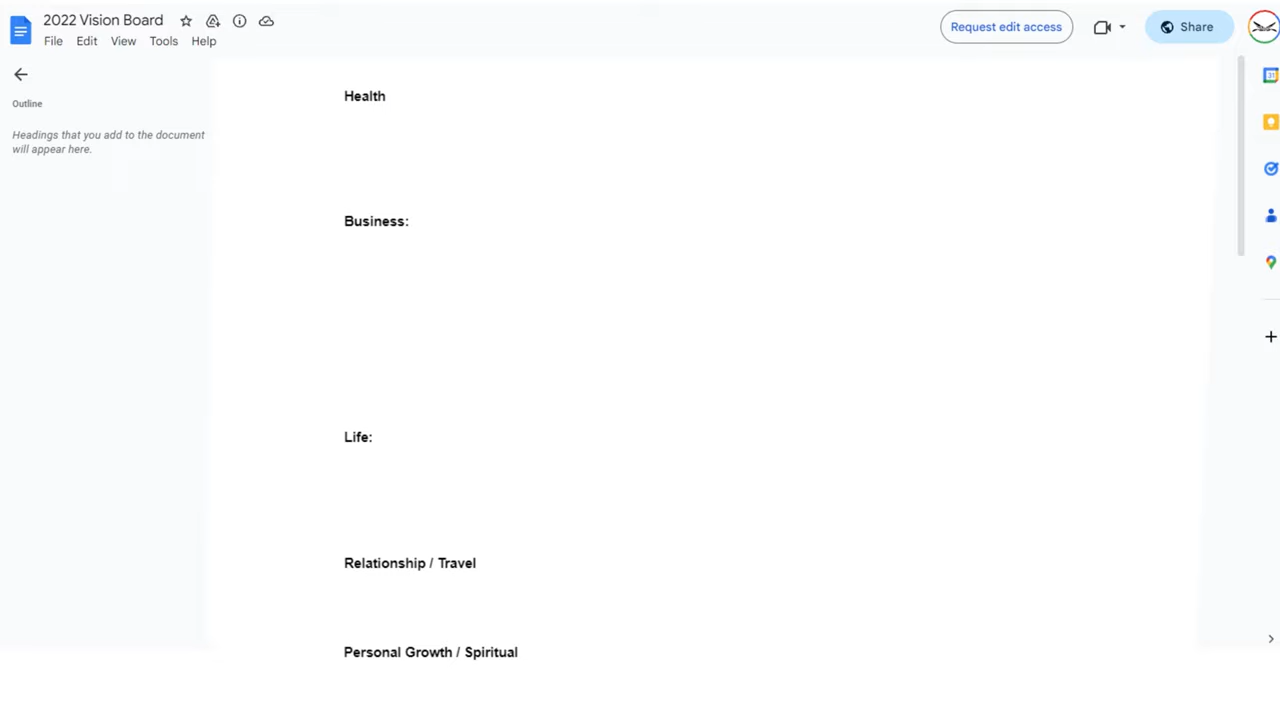 2022 Vision Board
Request edit access
Share
File Edit View Tools Help
Outline
Headings that you add to the document
will appear here.
Health
Business:
Life:
Relationship / Travel
Personal Growth / Spiritual
31